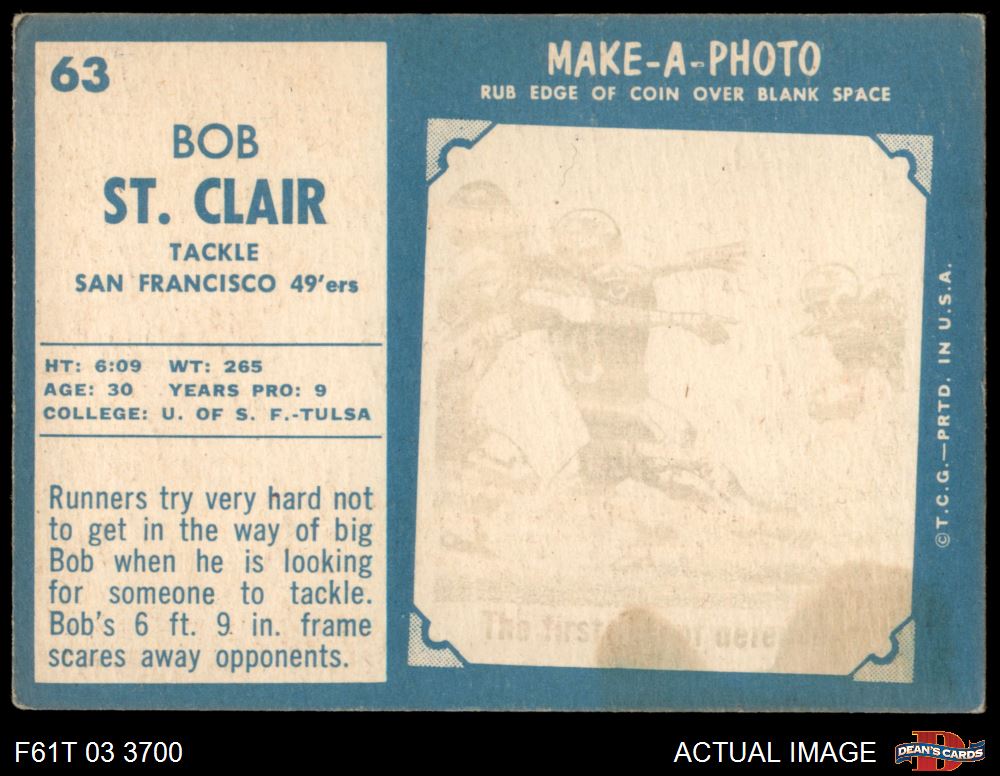 63
BOB
ST. CLAIR
TACKLE
SAN FRANCISCO 49'ers
HT: 6:09 WT: 265
AGE: 30 YEARS PRO: 9
COLLEGE: U. OF S. F.-TULSA
Runners try very hard not
to get in the way of big
Bob when he is looking
for someone to tackle.
Bob's 6 ft. 9 in. frame
scares away opponents.
MAKE-A-PHOTO
RUB EDGE OF COIN OVER BLANK SPACE
The first of
©T.C.G.—PRTD. IN U.S.A.
F61T 03 3700
ACTUAL IMAGE
D
DEAN'S CARDS